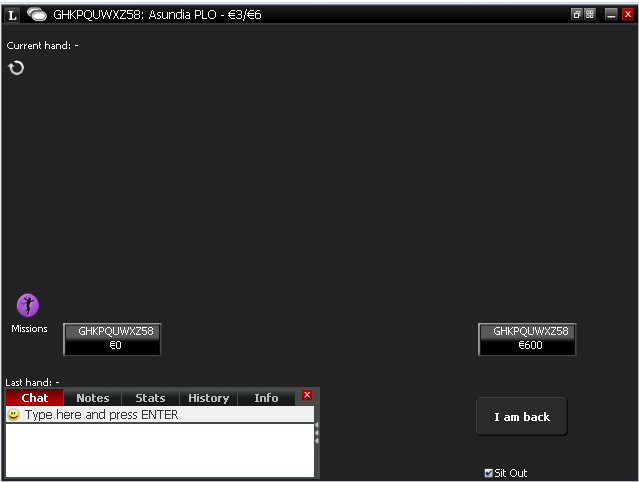 L GHKPQUWXZ58: Asundia PLO - €3/€6
Current hand: -
Missions
GHKPQUWXZ58
€0
GHKPQUWXZ58
€600
Last hand: -
Chat Notes Stats History Info
Type here and press ENTER
I am back
Sit Out